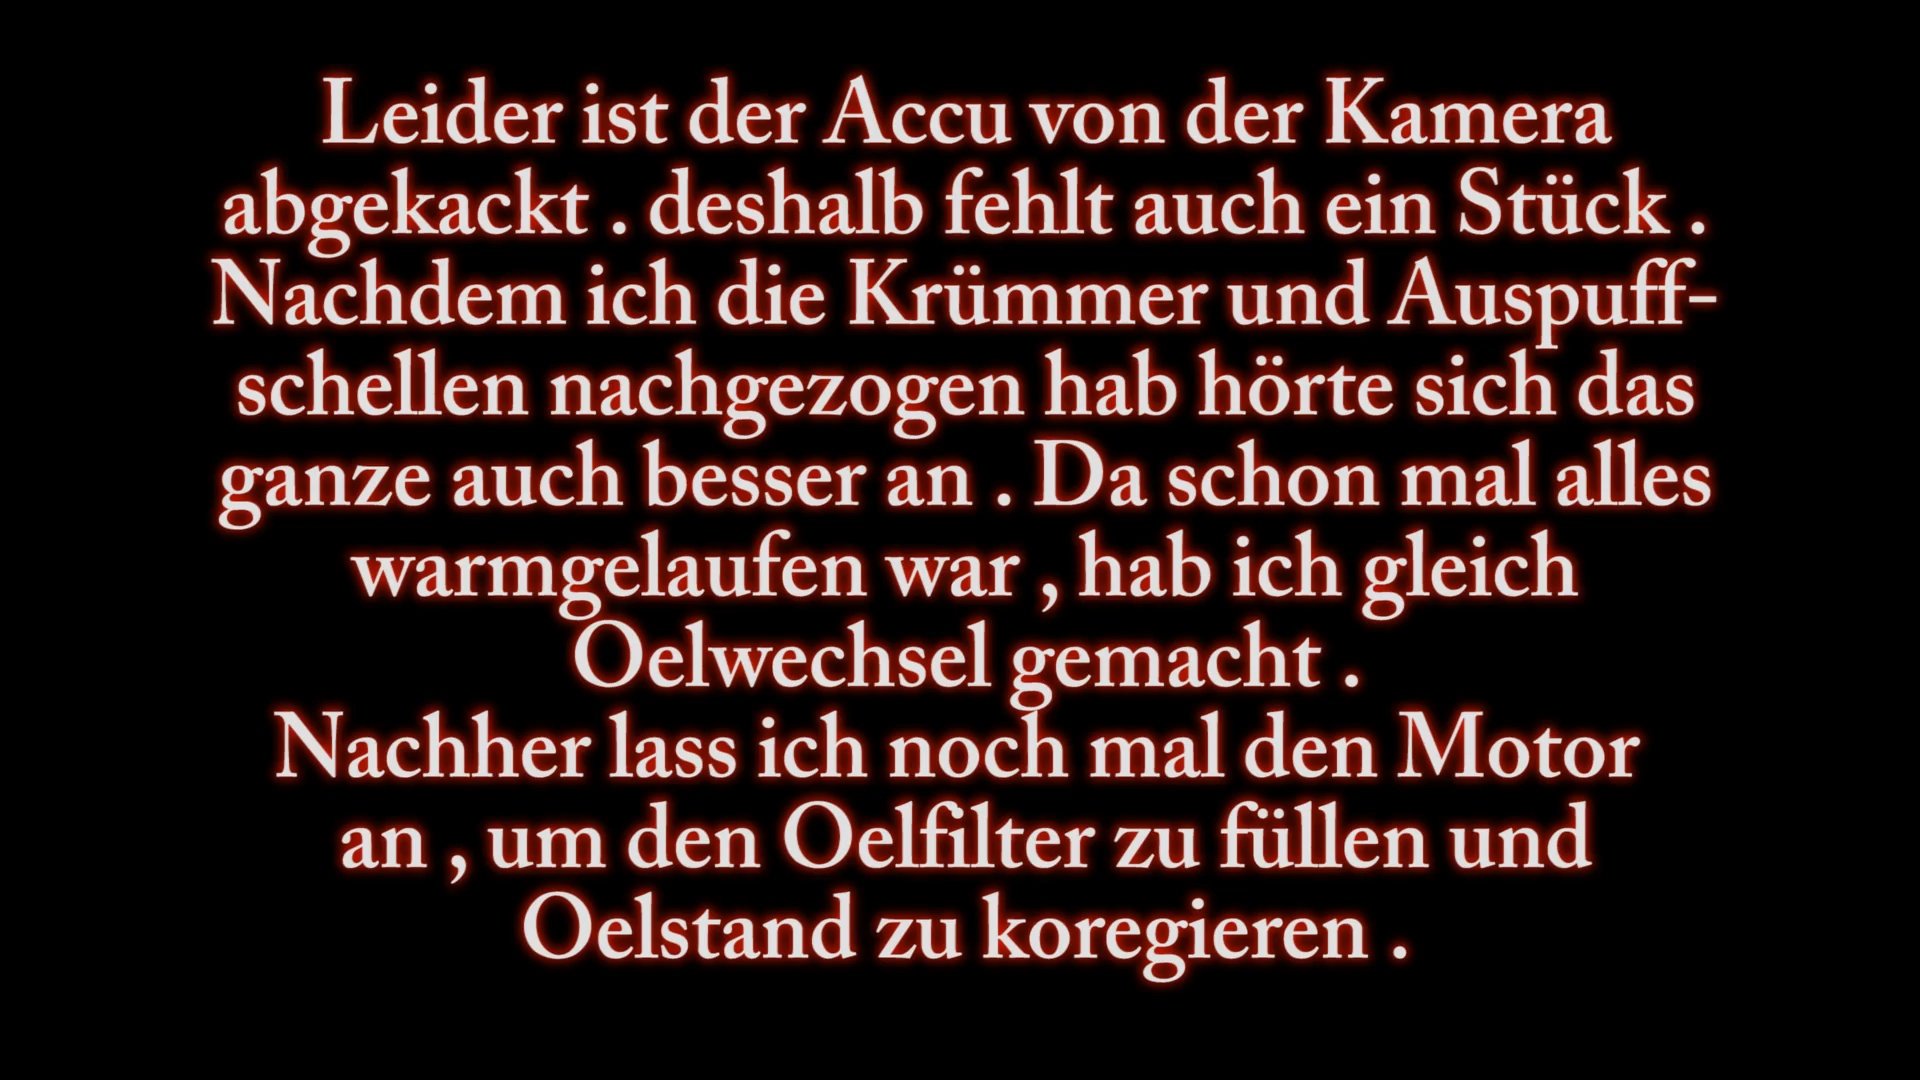 Leider ist der Accu von der Kamera
abgekackt . deshalb fehlt auch ein Stück .
Nachdem ich die Krümmer und Auspuff-
schellen nachgezogen hab hörte sich das
ganze auch besser an . Da schon mal alles
warmgelaufen war , hab ich gleich
Oelwechsel gemacht .
Nachher lass ich noch mal den Motor
an , um den Oelfilter zu füllen und
Oelstand zu koregieren .